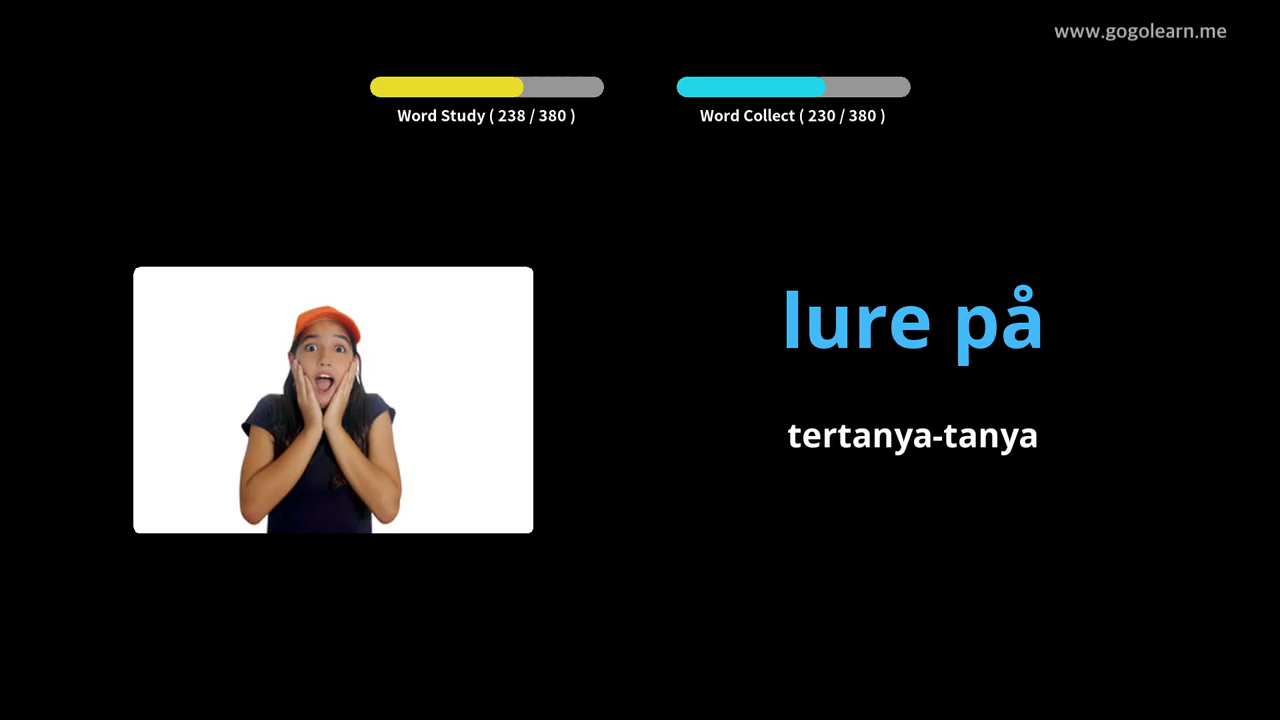 www.gogolearn.me
Word Study ( 238 / 380 )
Word Collect ( 230 / 380 )
lure på
tertanya-tanya